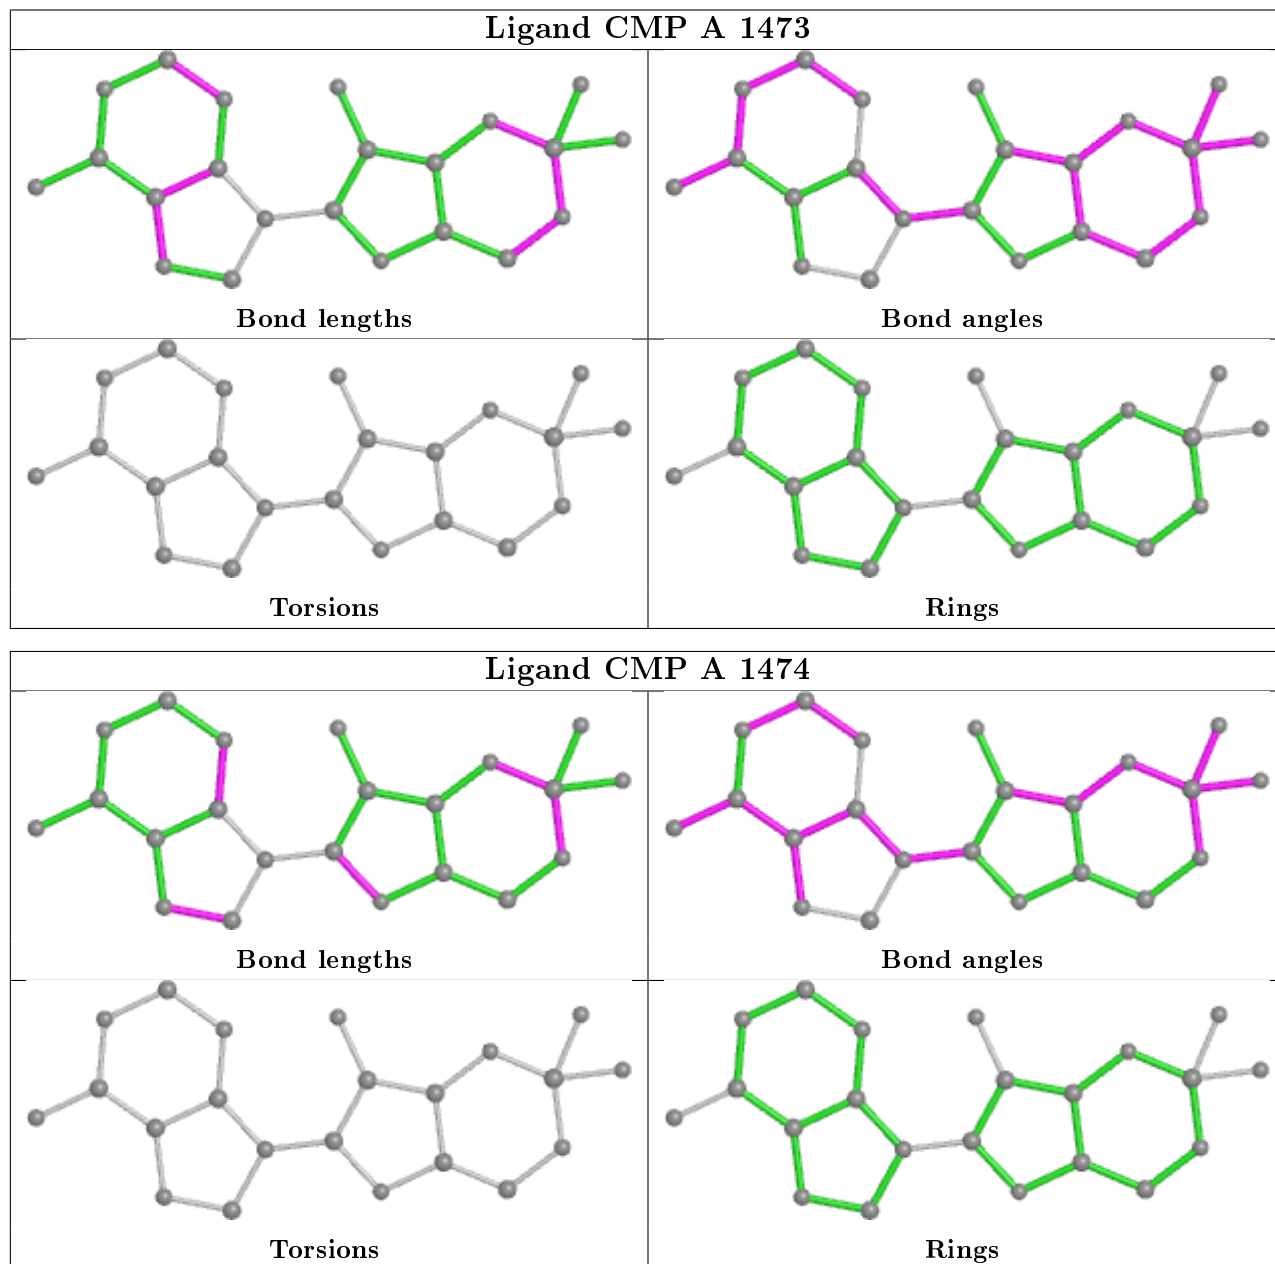 Ligand CMP A 1473
Bond lengths
Bond angles
Torsions
Rings
Ligand CMP A 1474
Bond lengths
Bond angles
Torsions
Rings